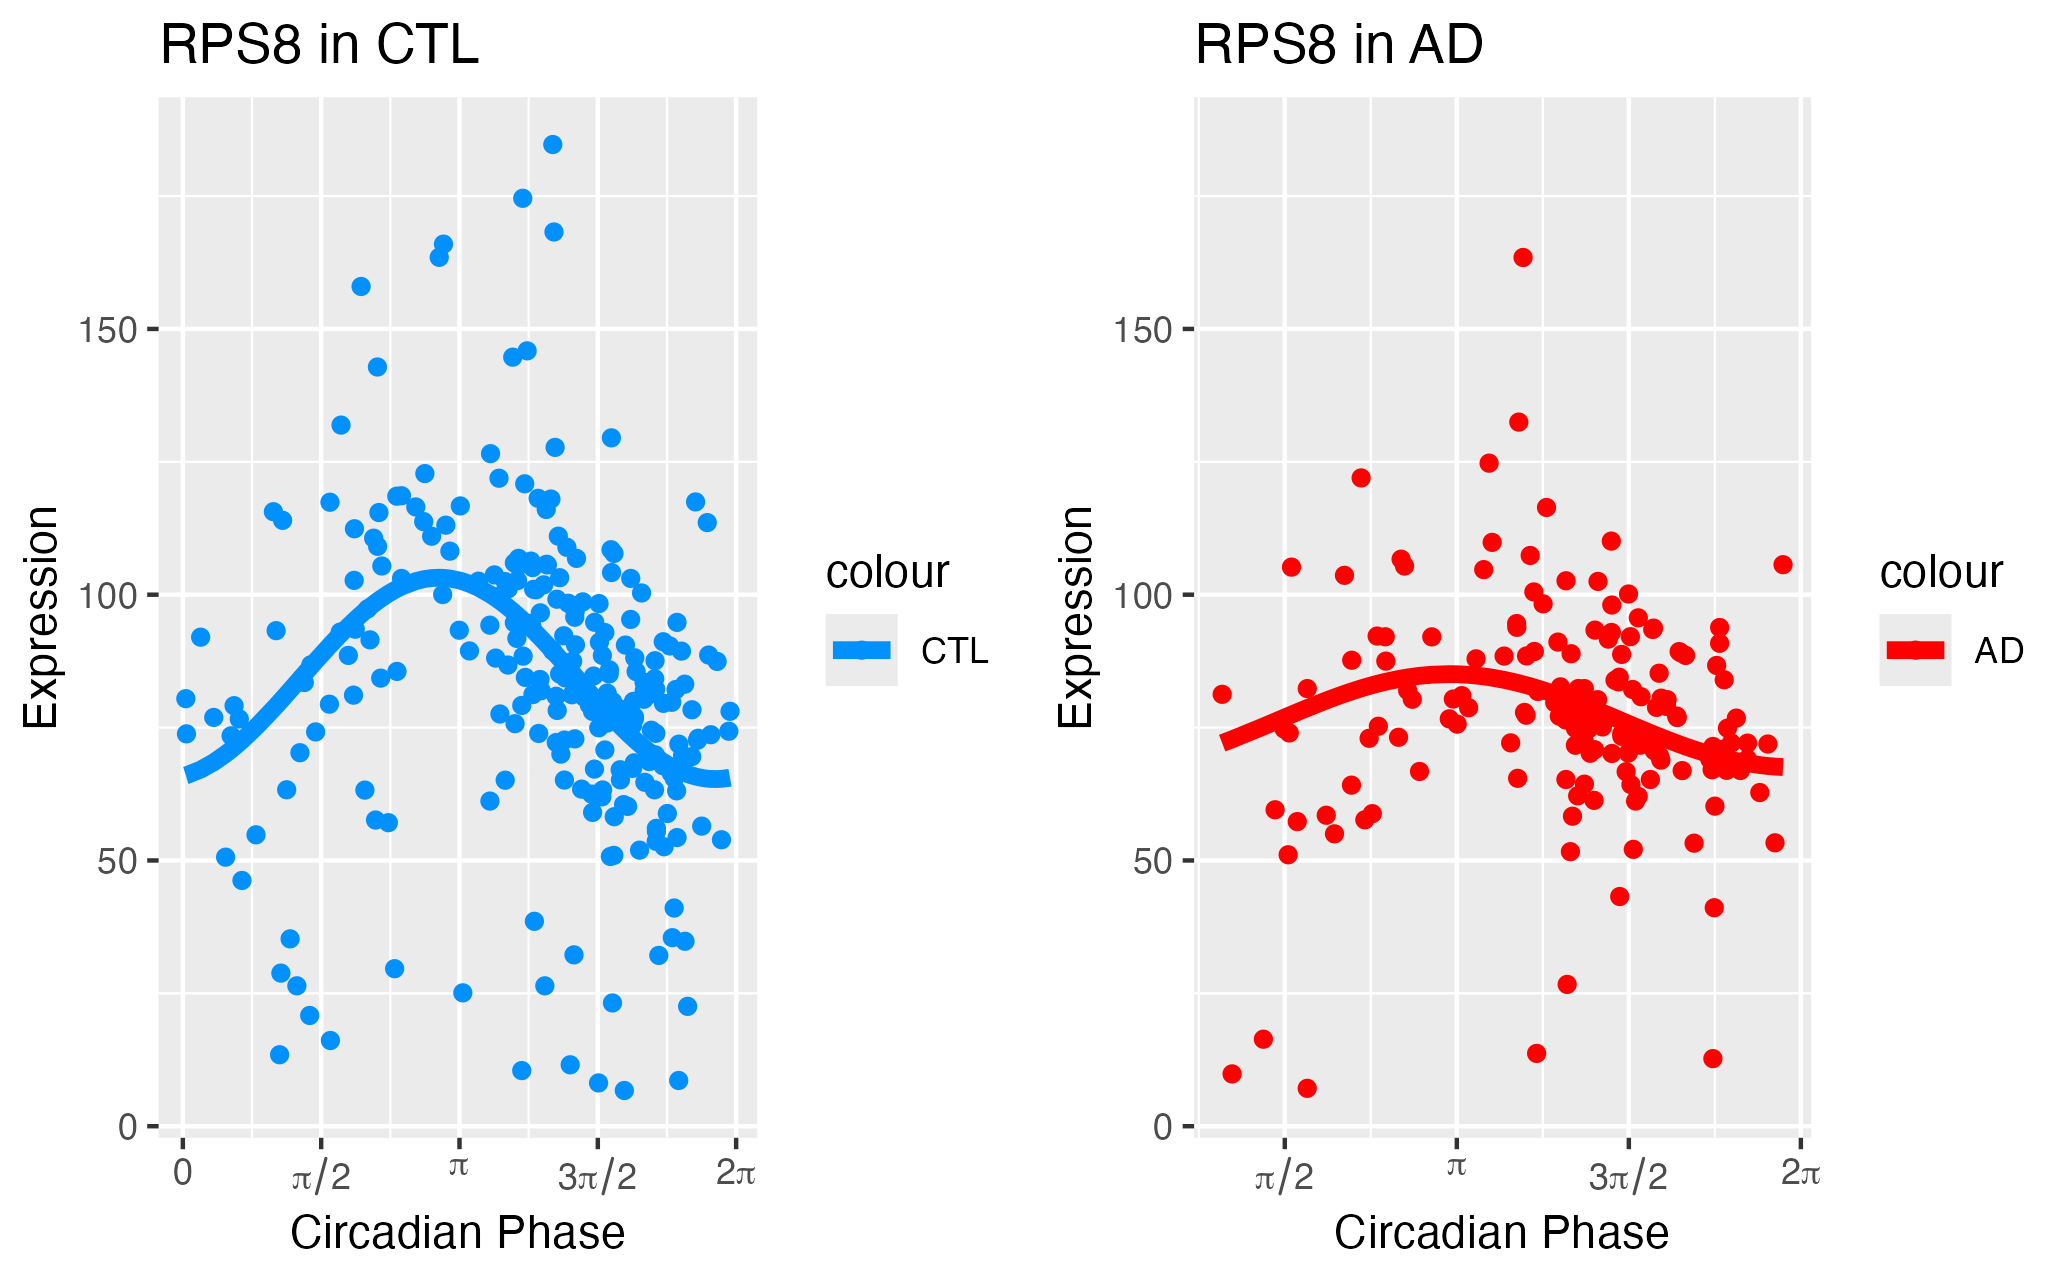 RPS8 in CTL
Expression
150
100
50
0
0
π/2
π
3π/2
2π
Circadian Phase
colour
CTL
RPS8 in AD
Expression
150
100
50
0
π/2
π
3π/2
2π
Circadian Phase
colour
AD